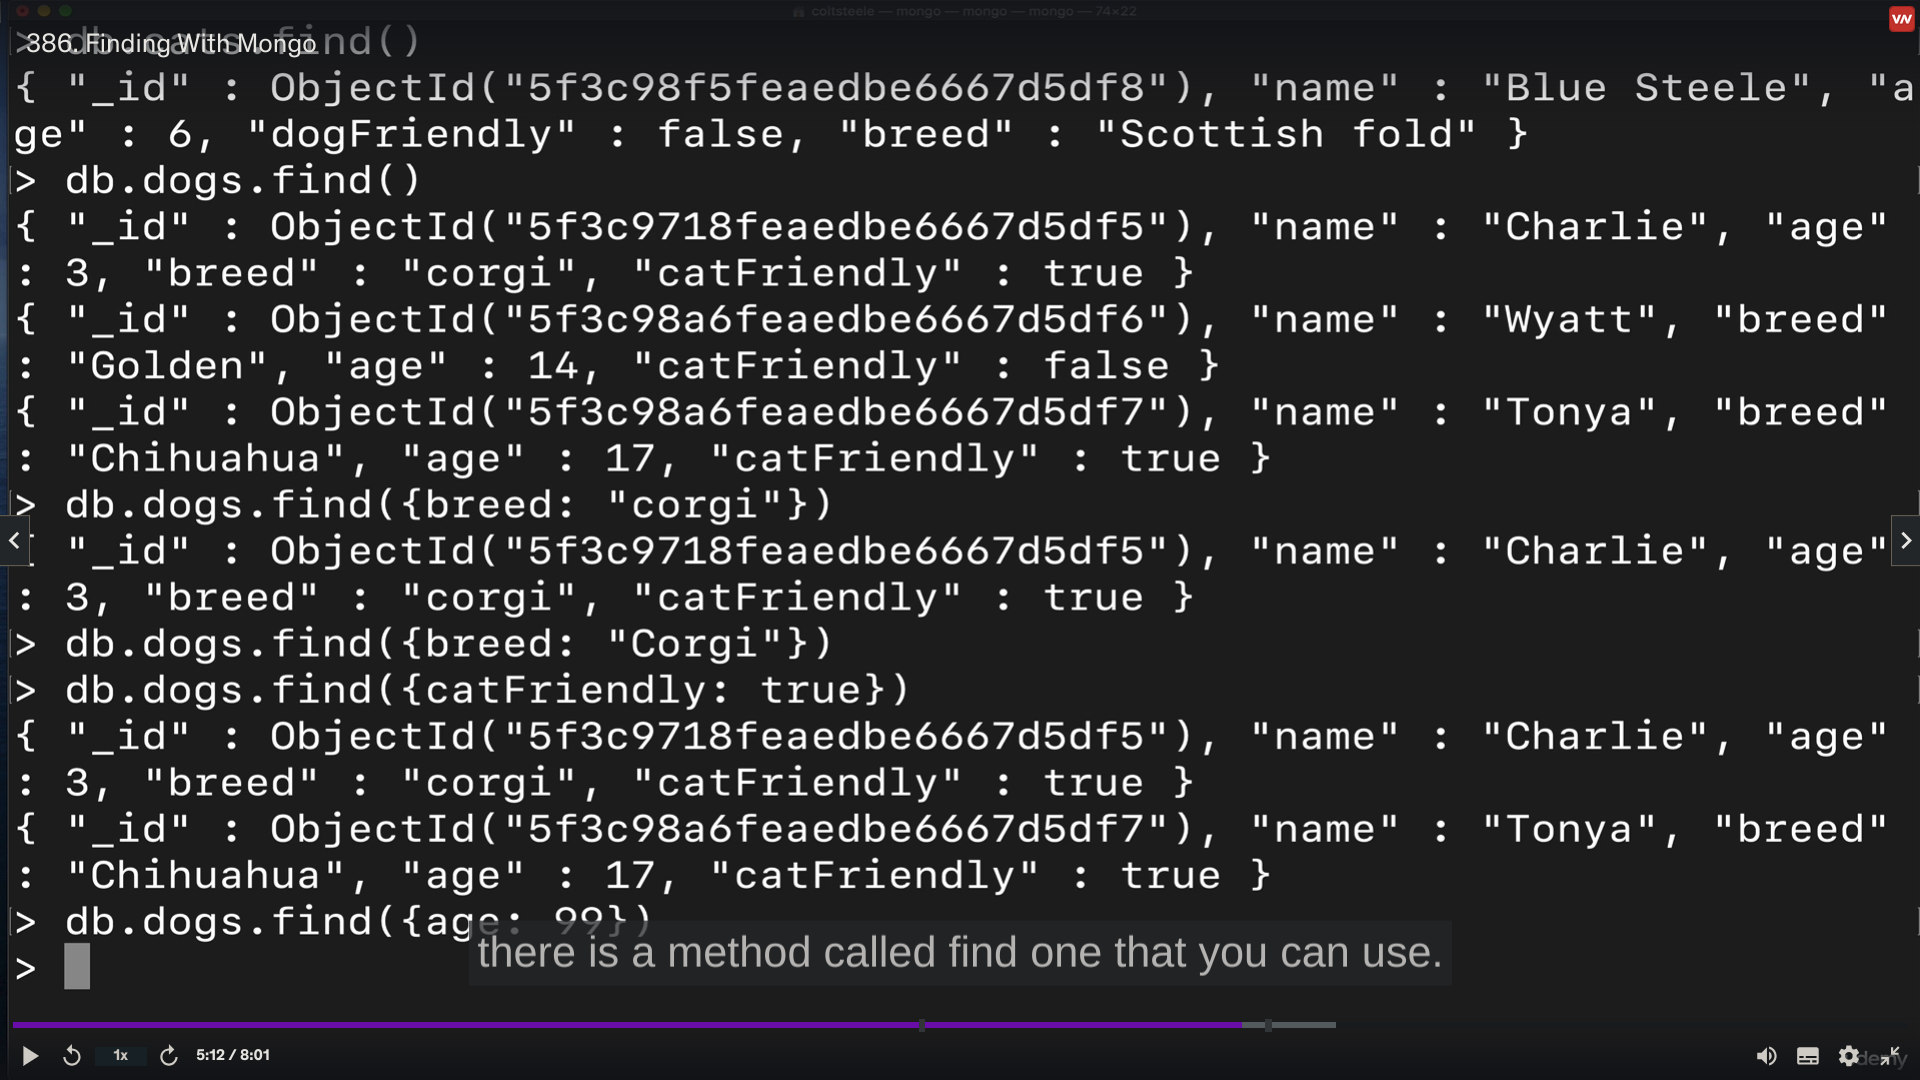 coltsteele — mongo — mongo — mongo — 74×22
386. Finding With Mongo
> db.cats.find()
{ "_id" : ObjectId("5f3c98f5feaedbe6667d5df8"), "name" : "Blue Steele", "a
ge" : 6, "dogFriendly" : false, "breed" : "Scottish fold" }
> db.dogs.find()
{ "_id" : ObjectId("5f3c9718feaedbe6667d5df5"), "name" : "Charlie", "age"
: 3, "breed" : "corgi", "catFriendly" : true }
{ "_id" : ObjectId("5f3c98a6feaedbe6667d5df6"), "name" : "Wyatt", "breed"
: "Golden", "age" : 14, "catFriendly" : false }
{ "_id" : ObjectId("5f3c98a6feaedbe6667d5df7"), "name" : "Tonya", "breed"
: "Chihuahua", "age" : 17, "catFriendly" : true }
> db.dogs.find({breed: "corgi"})
{ "_id" : ObjectId("5f3c9718feaedbe6667d5df5"), "name" : "Charlie", "age"
: 3, "breed" : "corgi", "catFriendly" : true }
> db.dogs.find({breed: "Corgi"})
> db.dogs.find({catFriendly: true})
{ "_id" : ObjectId("5f3c9718feaedbe6667d5df5"), "name" : "Charlie", "age"
: 3, "breed" : "corgi", "catFriendly" : true }
{ "_id" : ObjectId("5f3c98a6feaedbe6667d5df7"), "name" : "Tonya", "breed"
: "Chihuahua", "age" : 17, "catFriendly" : true }
> db.dogs.find({age: 99})
there is a method called find one that you can use.
>
1x
5:12 / 8:01